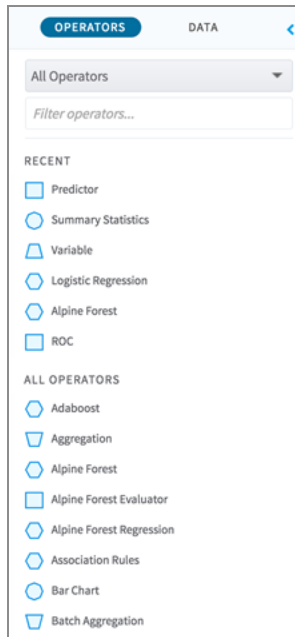 OPERATORS DATA
All Operators
Filter operators...
RECENT
Predictor
Summary Statistics
Variable
Logistic Regression
Alpine Forest
ROC
ALL OPERATORS
Adaboost
Aggregation
Alpine Forest
Alpine Forest Evaluator
Alpine Forest Regression
Association Rules
Bar Chart
Batch Aggregation